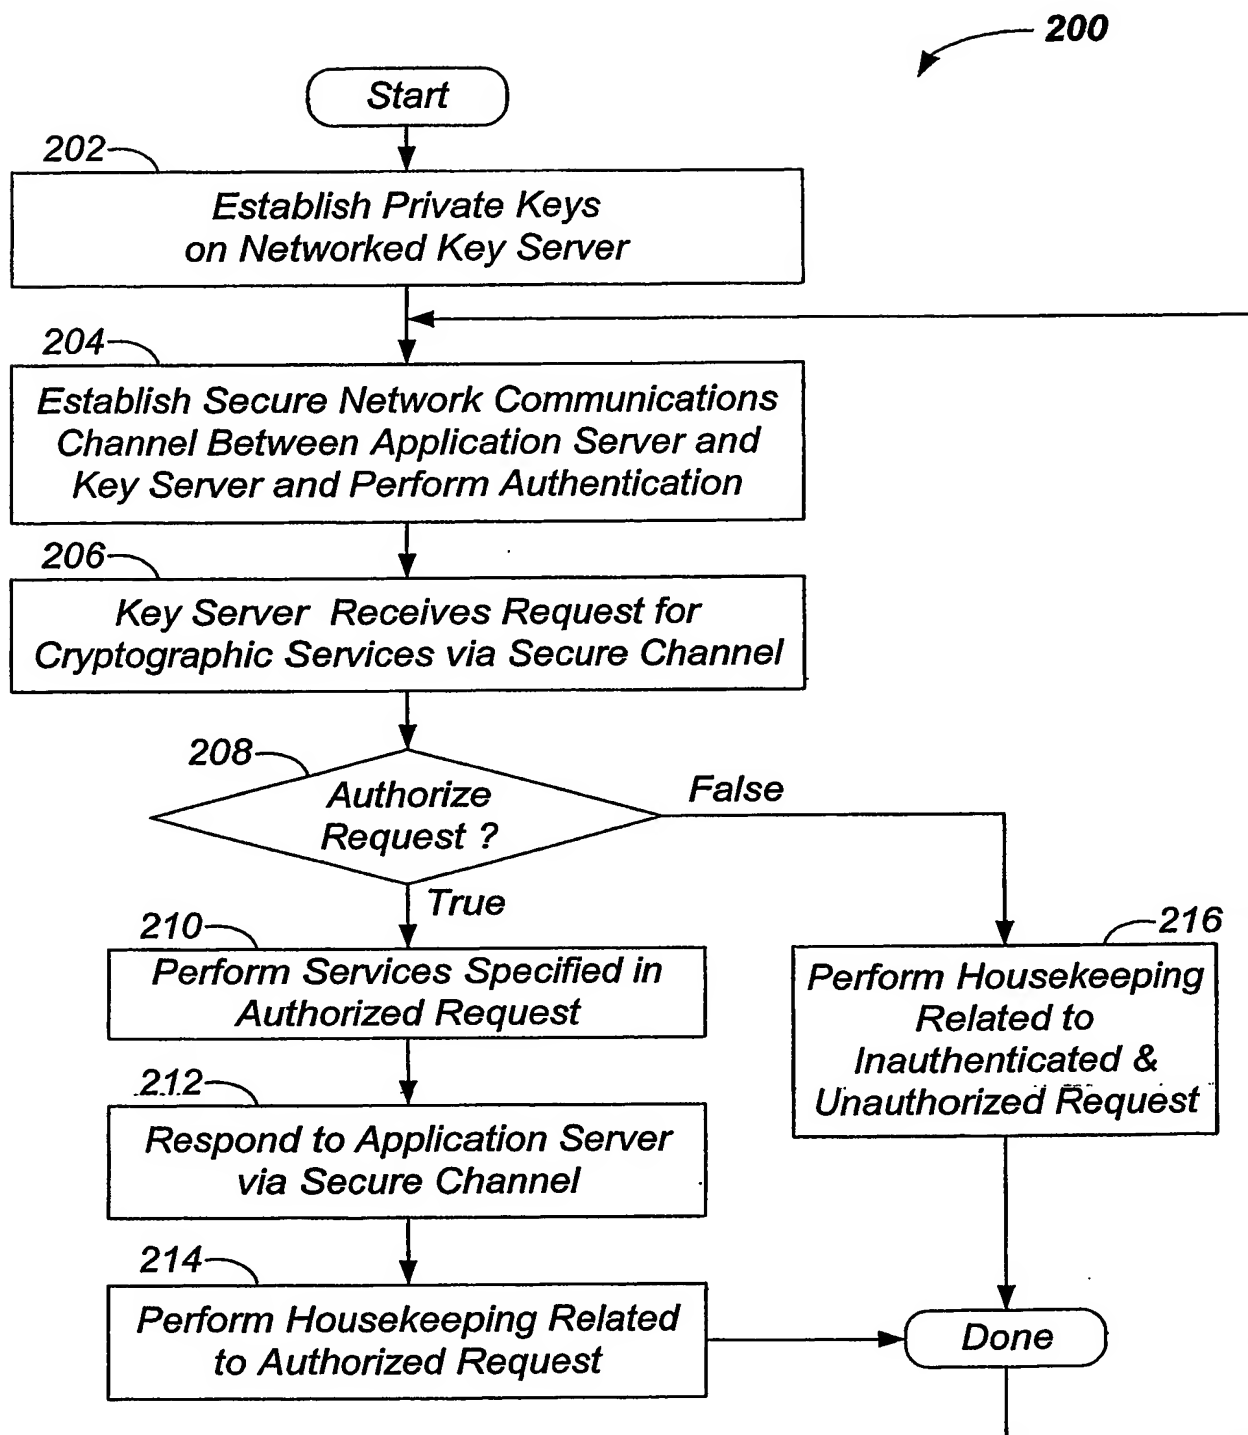 200
Start
202
Establish Private Keys
on Networked Key Server
204
Establish Secure Network Communications
Channel Between Application Server and
Key Server and Perform Authentication
206
Key Server Receives Request for
Cryptographic Services via Secure Channel
208
Authorize
Request ?
False
True
210
Perform Services Specified in
Authorized Request
216
Perform Housekeeping
Related to
Inauthenticated &
Unauthorized Request
212
Respond to Application Server
via Secure Channel
214
Perform Housekeeping Related
to Authorized Request
Done